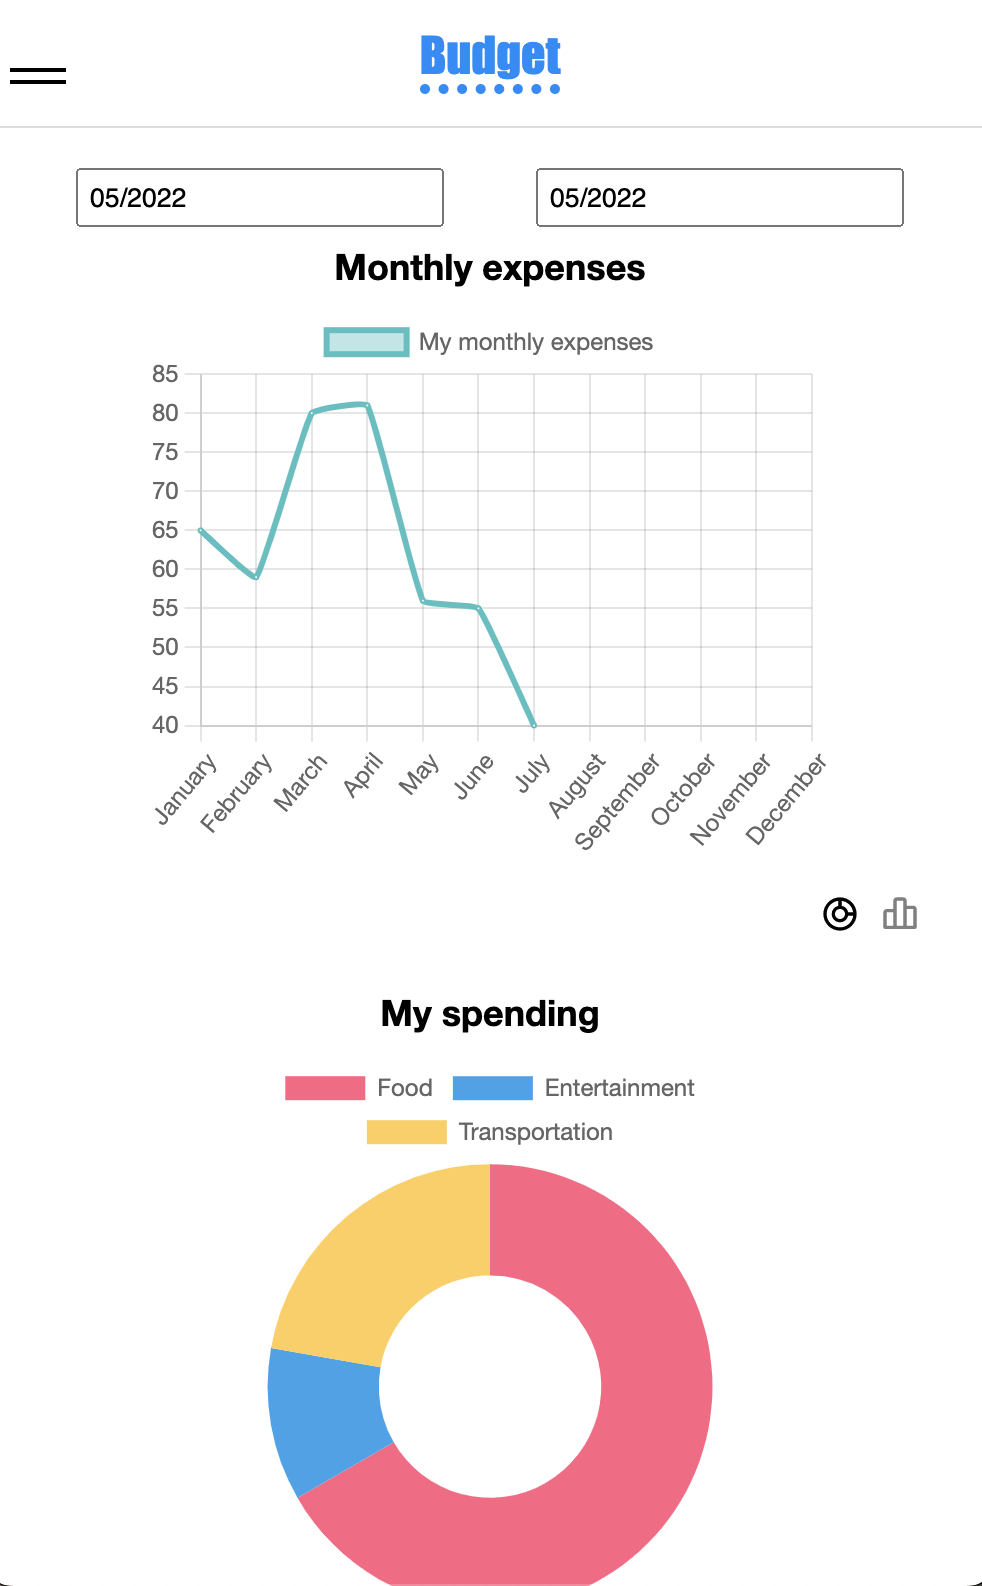 Budget
05/2022 05/2022
Monthly expenses
My monthly expenses
85
80
75
70
65
60
55
50
45
40
January February March April May June July August September October November December
My spending
Food Entertainment
Transportation